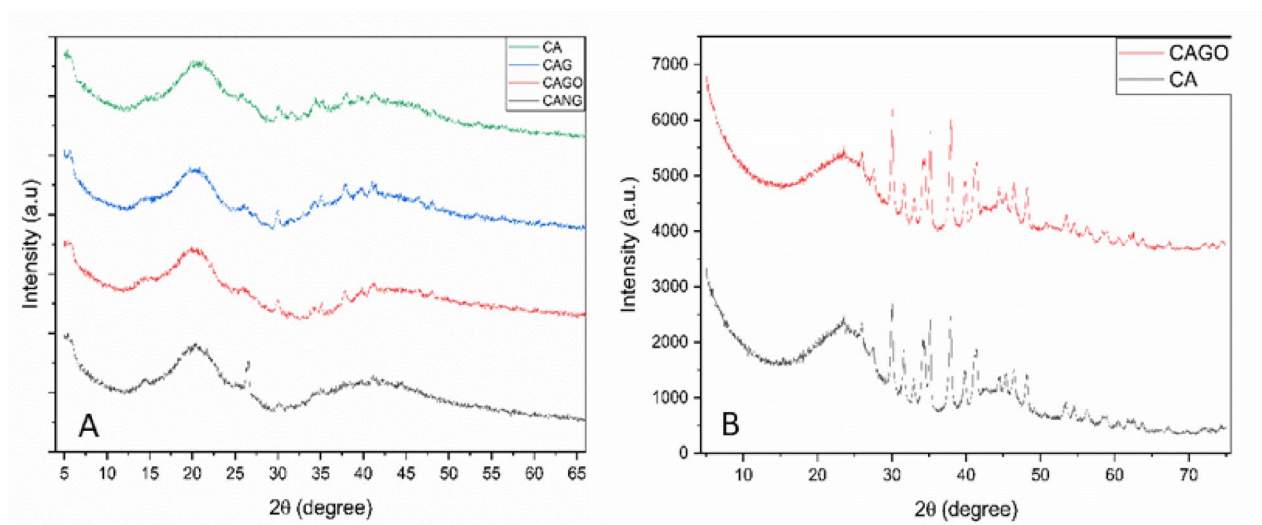 CA
CAG
CAGO
CANG
Intensity (a.u)
A
5 10 15 20 25 30 35 40 45 50 55 60 65
2θ (degree)
CAGO
CA
7000
6000
5000
4000
3000
2000
1000
0
Intensity (a.u.)
B
10 20 30 40 50 60 70
2θ (degree)